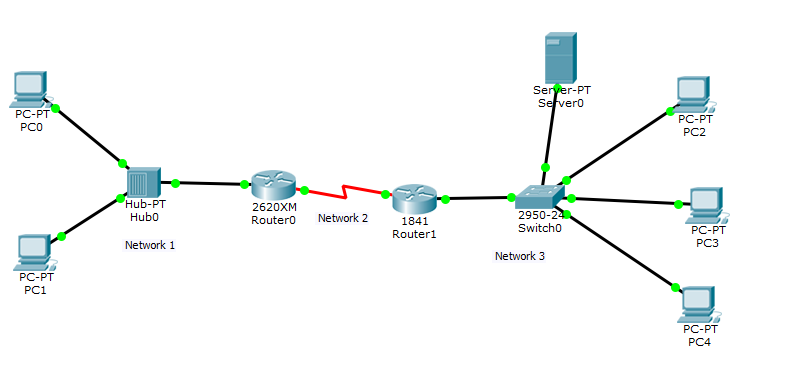 PC-PT
PC0
Hub-PT
Hub0
Network 1
PC-PT
PC1
2620XM
Router0
Network 2
1841
Router1
Server-PT
Server0
2950-24
Switch0
Network 3
PC-PT
PC2
PC-PT
PC3
PC-PT
PC4